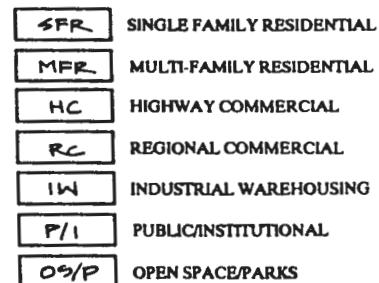 SFR SINGLE FAMILY RESIDENTIAL
MFR MULTI-FAMILY RESIDENTIAL
HC HIGHWAY COMMERCIAL
RC REGIONAL COMMERCIAL
IW INDUSTRIAL WAREHOUSING
P/I PUBLIC/INSTITUTIONAL
OS/P OPEN SPACE/PARKS